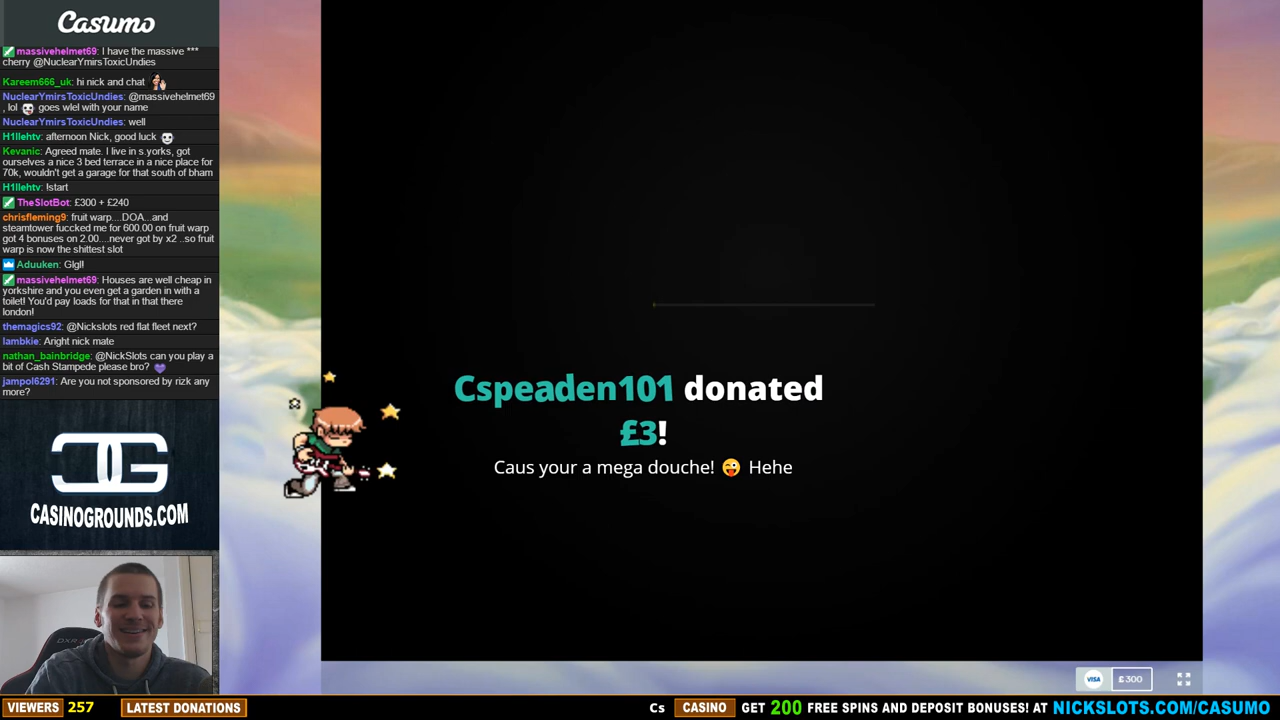 Casumo
massivehelmet69: I have the massive ***
cherry @NuclearYmirsToxicUndies
Kareem666_uk: hi nick and chat
NuclearYmirsToxicUndies: @massivehelmet69
, lol goes wlel with your name
NuclearYmirsToxicUndies: well
H1llehtv: afternoon Nick, good luck
Kevanic: Agreed mate. I live in s.yorks, got
ourselves a nice 3 bed terrace in a nice place for
70k, wouldn't get a garage for that south of bham
H1llehtv: !start
TheSlotBot: £300 + £240
chrisfleming9: fruit warp....DOA...and
steamtower fuccked me for 600.00 on fruit warp
got 4 bonuses on 2.00....never got by x2 ..so fruit
warp is now the shittest slot
Aduuken: Glgl!
massivehelmet69: Houses are well cheap in
yorkshire and you even get a garden in with a
toilet! You'd pay loads for that in that there
london!
themagics92: @Nickslots red flat fleet next?
lambkie: Aright nick mate
nathan_bainbridge: @NickSlots can you play a
bit of Cash Stampede please bro?
jampol6291: Are you not sponsored by rizk any
more?
CG
CASINOGROUNDS.COM
Cspeaden101 donated
£3!
Caus your a mega douche! 😜 Hehe
VISA £300
VIEWERS 257 LATEST DONATIONS Cs CASINO GET 200 FREE SPINS AND DEPOSIT BONUSES! AT NICKSLOTS.COM/CASUMO